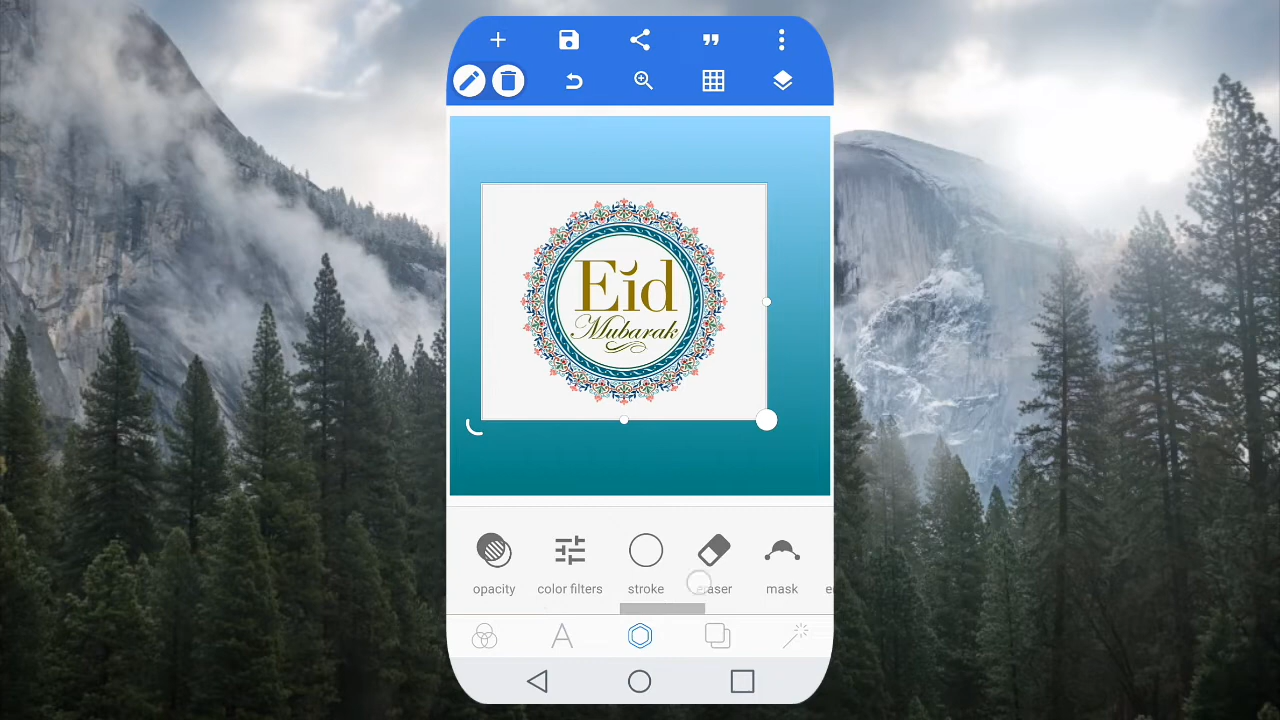 Eid
Mubarak
opacity
color filters
stroke
eraser
mask